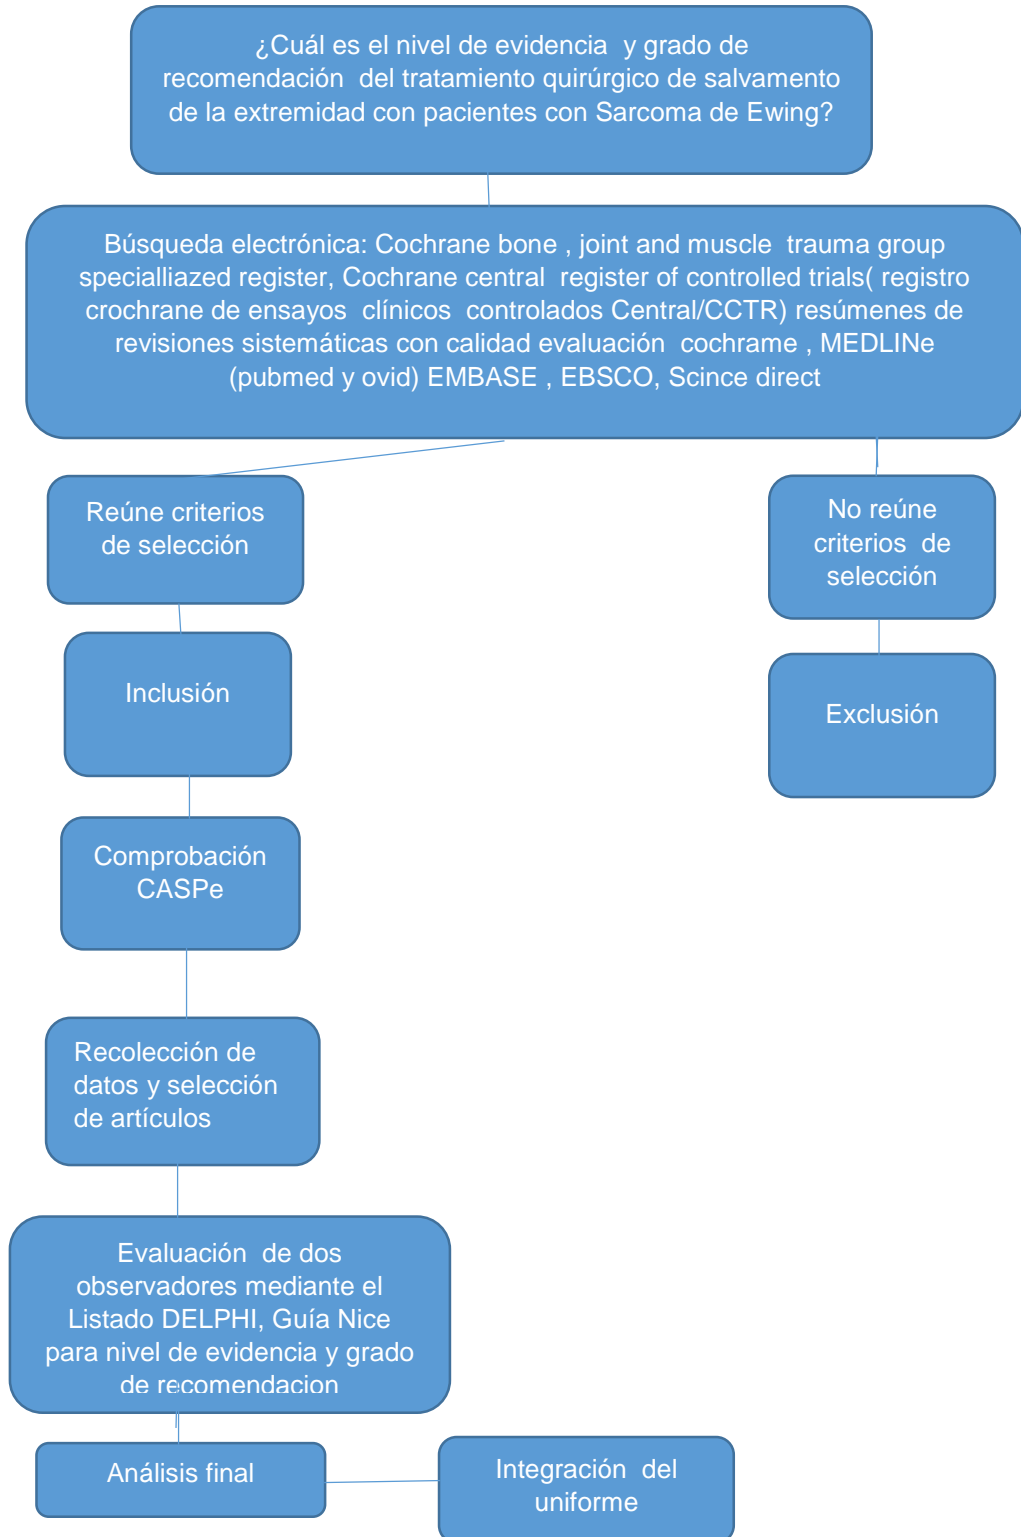 ¿Cuál es el nivel de evidencia y grado de
recomendación del tratamiento quirúrgico de salvamento
de la extremidad con pacientes con Sarcoma de Ewing?
Búsqueda electrónica: Cochrane bone , joint and muscle trauma group
specialliazed register, Cochrane central register of controlled trials( registro
crochrane de ensayos clínicos controlados Central/CCTR) resúmenes de
revisiones sistemáticas con calidad evaluación cochrame , MEDLINe
(pubmed y ovid) EMBASE , EBSCO, Scince direct
Reúne criterios
de selección
No reúne
criterios de
selección
Inclusión
Exclusión
Comprobación
CASPe
Recolección de
datos y selección
de artículos
Evaluación de dos
observadores mediante el
Listado DELPHI, Guía Nice
para nivel de evidencia y grado
de recomendacion
Análisis final
Integración del
uniforme